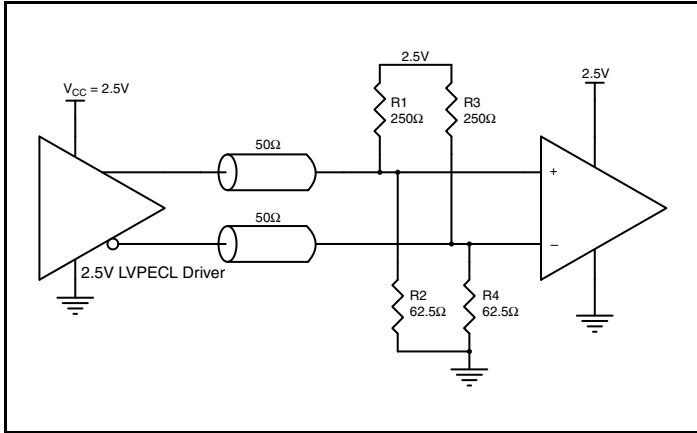 2.5V
V_CC = 2.5V
2.5V
R1
250Ω
R3
250Ω
50Ω
+
50Ω
–
2.5V LVPECL Driver
R2
62.5Ω
R4
62.5Ω